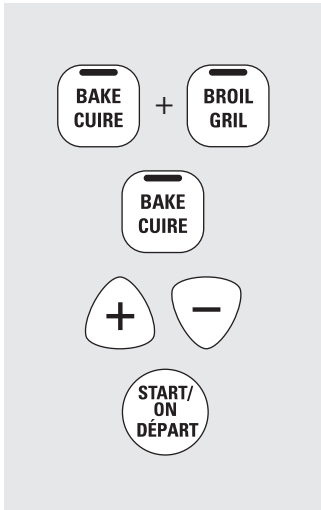 BAKE
CUIRE
+
BROIL
GRIL
BAKE
CUIRE
+ −
START/
ON
DÉPART